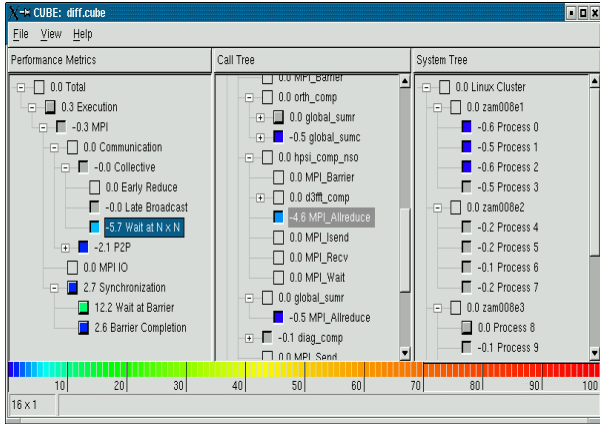 CUBE: diff.cube
File View Help
Performance Metrics
0.0 Total
0.3 Execution
-0.3 MPI
0.0 Communication
-0.0 Collective
0.0 Early Reduce
-0.0 Late Broadcast
-5.7 Wait at N x N
-2.1 P2P
0.0 MPI IO
2.7 Synchronization
12.2 Wait at Barrier
2.6 Barrier Completion
Call Tree
0.0 MPI_Barrier
0.0 orth_comp
0.0 global_sumr
-0.5 global_sumc
0.0 hpsi_comp_nso
0.0 MPI_Barrier
0.0 d3fft_comp
-4.6 MPI_Allreduce
0.0 MPI_Isend
0.0 MPI_Recv
0.0 MPI_Wait
0.0 global_sumr
-0.5 MPI_Allreduce
-0.1 diag_comp
0.0 MPI_Send
System Tree
0.0 Linux Cluster
0.0 zam008e1
-0.6 Process 0
-0.5 Process 1
-0.6 Process 2
-0.5 Process 3
0.0 zam008e2
-0.2 Process 4
-0.2 Process 5
-0.1 Process 6
-0.2 Process 7
0.0 zam008e3
0.0 Process 8
-0.1 Process 9
10 20 30 40 50 60 70 80 90 100
16 x 1